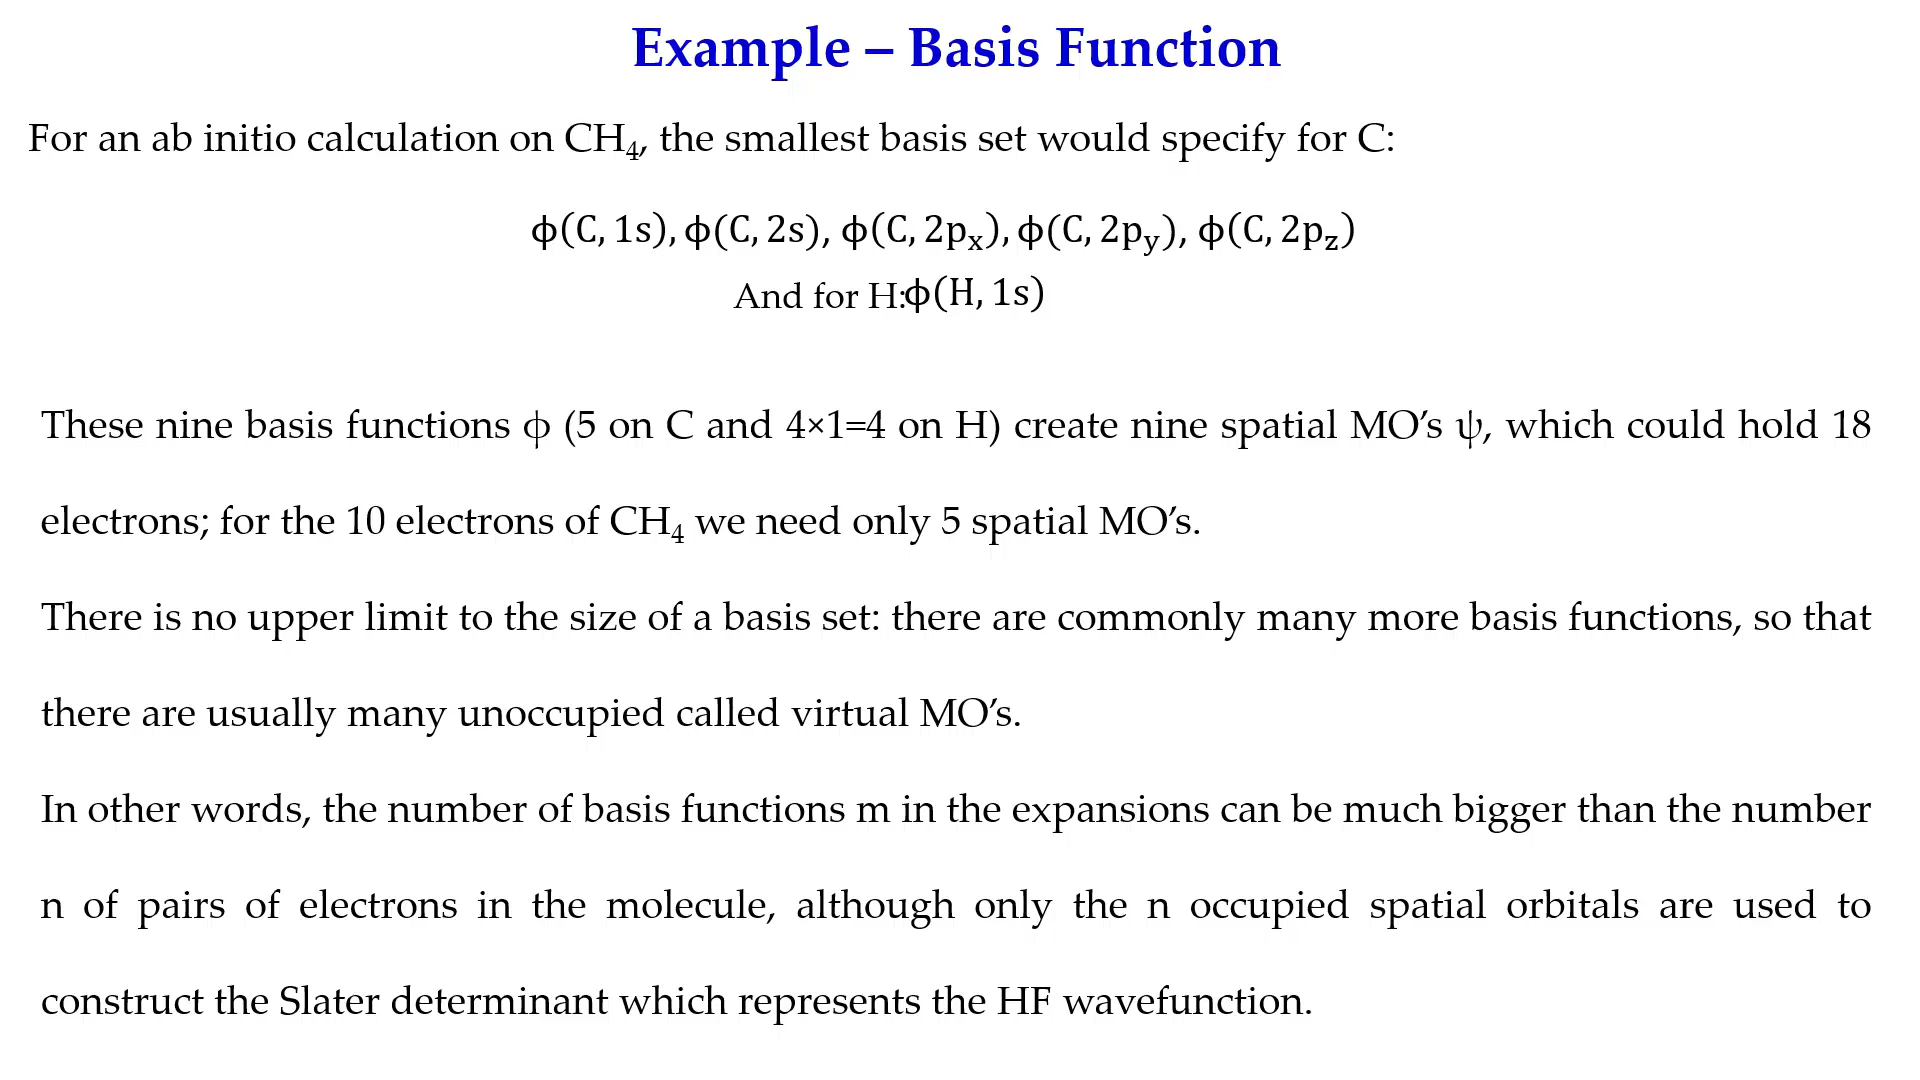 Example – Basis Function
For an ab initio calculation on CH₄, the smallest basis set would specify for C:
ϕ(C, 1s), ϕ(C, 2s), ϕ(C, 2pₓ), ϕ(C, 2p_y), ϕ(C, 2p_z)
And for H:ϕ(H, 1s)
These nine basis functions ϕ (5 on C and 4×1=4 on H) create nine spatial MO’s ψ, which could hold 18
electrons; for the 10 electrons of CH₄ we need only 5 spatial MO’s.
There is no upper limit to the size of a basis set: there are commonly many more basis functions, so that
there are usually many unoccupied called virtual MO’s.
In other words, the number of basis functions m in the expansions can be much bigger than the number
n of pairs of electrons in the molecule, although only the n occupied spatial orbitals are used to
construct the Slater determinant which represents the HF wavefunction.